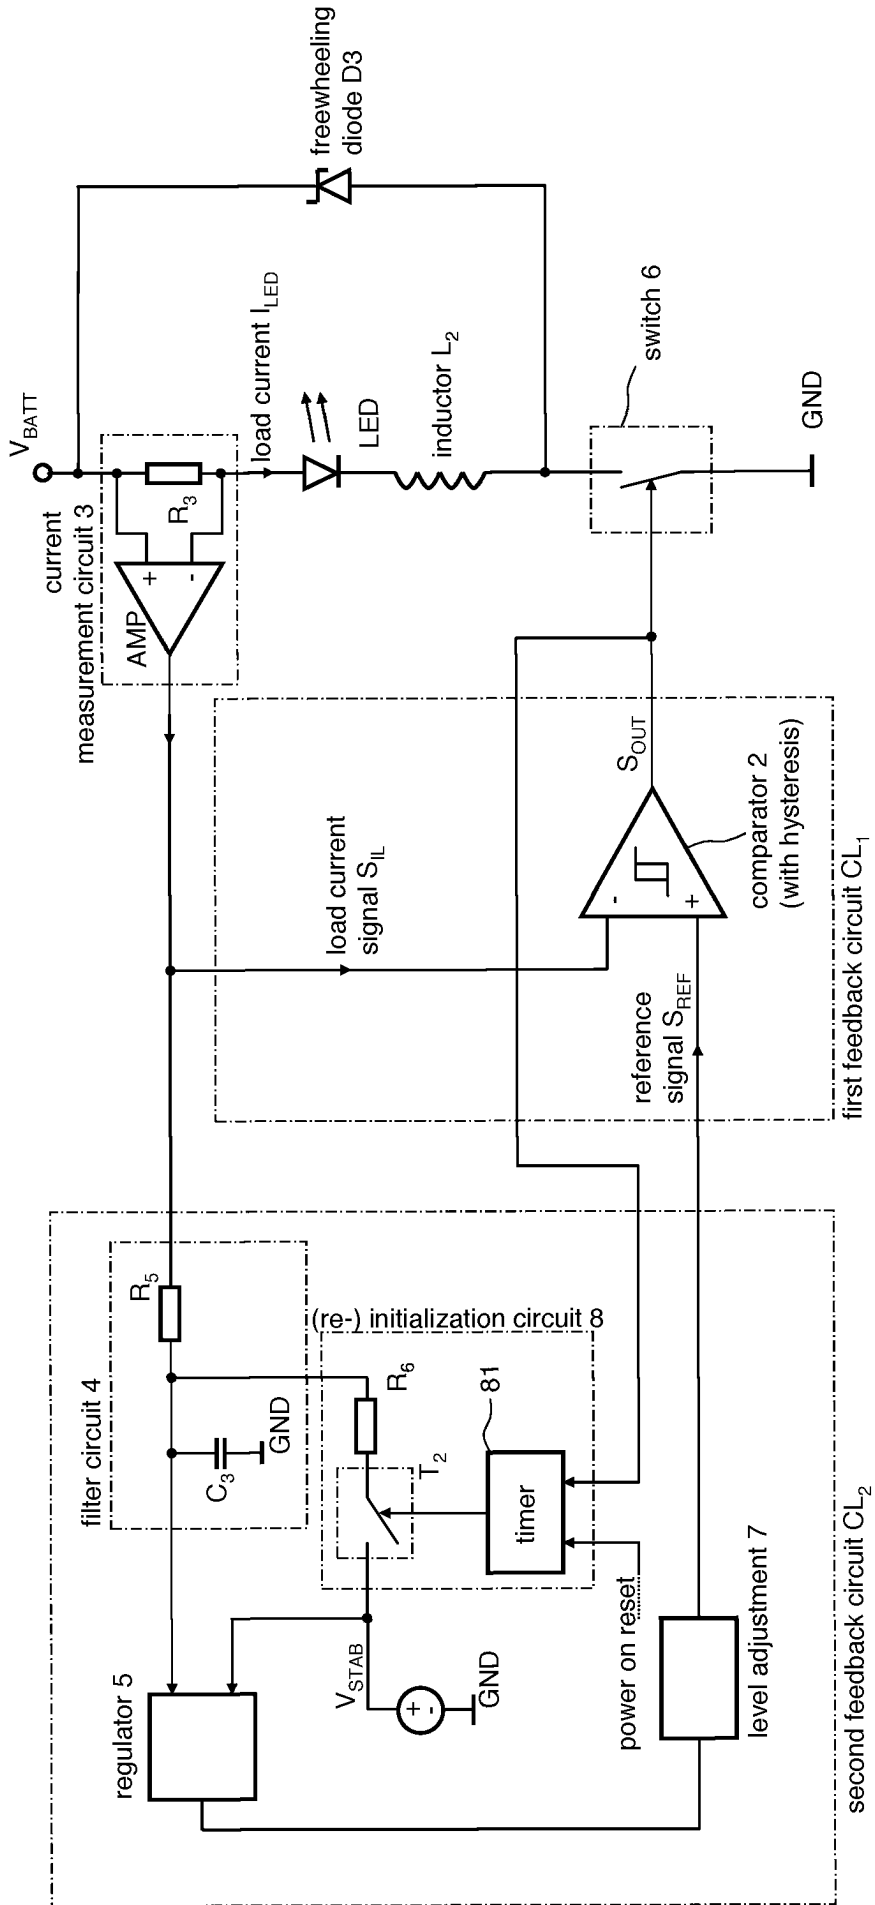 V_BATT
current
measurement circuit 3
AMP
+
-
R_3
load current I_LED
LED
inductor L_2
freewheeling
diode D3
switch 6
GND
load current
signal S_IL
S_OUT
-
+
comparator 2
(with hysteresis)
reference
signal S_REF
first feedback circuit CL_1
filter circuit 4
R_5
C_3
GND
(re-) initialization circuit 8
R_6
T_2
81
timer
power on reset
regulator 5
V_STAB
+
-
GND
level adjustment 7
second feedback circuit CL_2